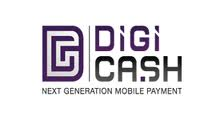 DIGI
CASH
NEXT GENERATION MOBILE PAYMENT